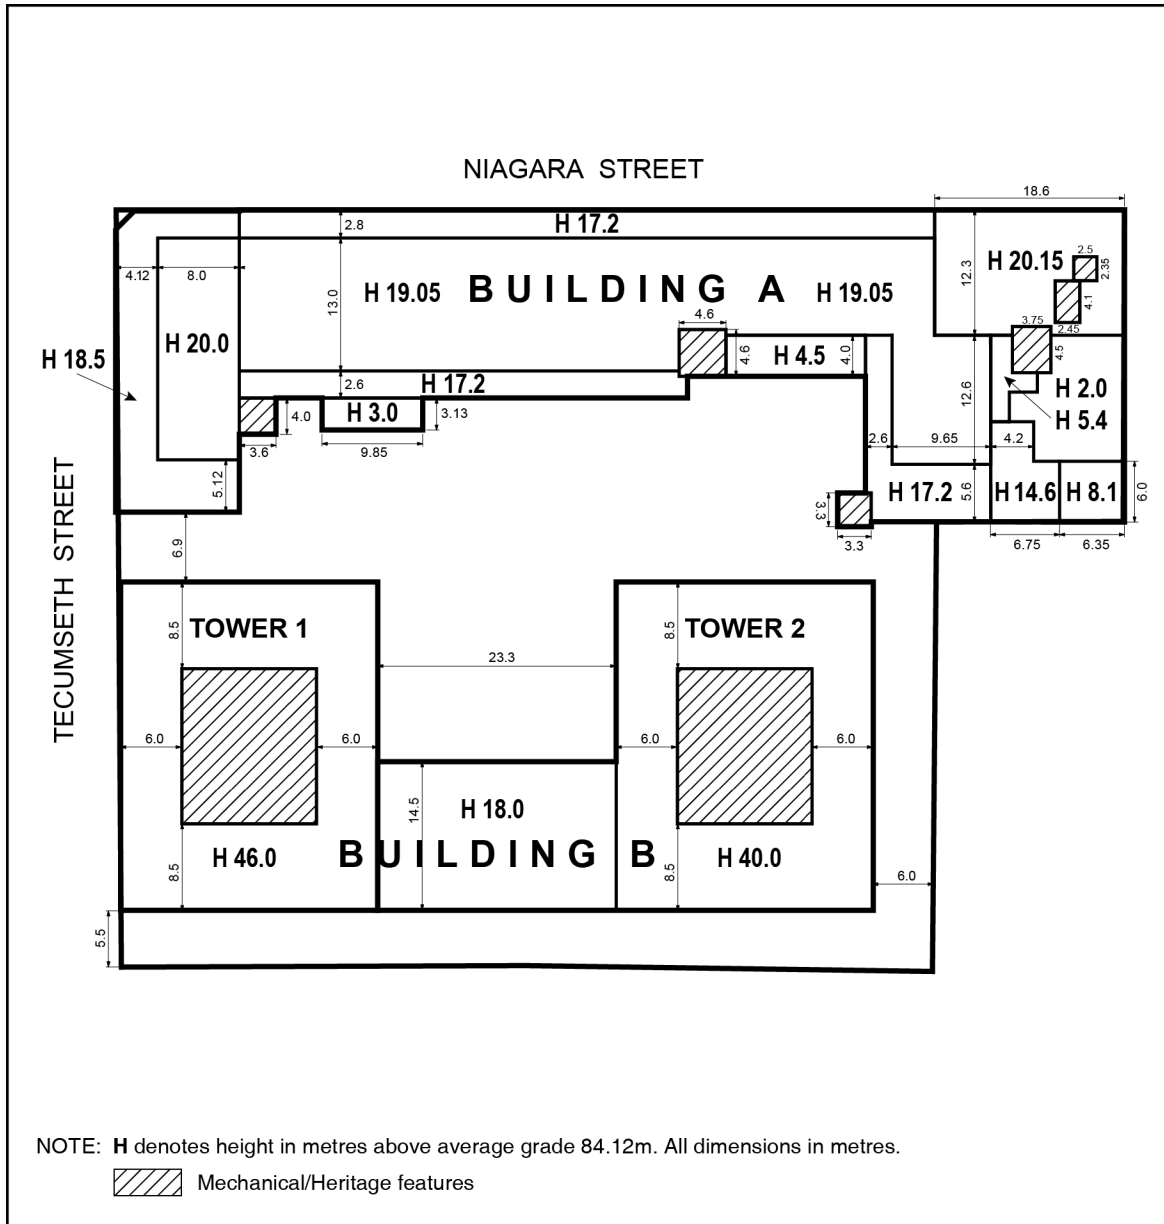 NIAGARA STREET
18.6
2.8
H 17.2
4.12
8.0
13.0
H 19.05
BUILDING A
H 19.05
12.3
H 20.15
2.5
2.35
4.1
H 18.5
H 20.0
4.6
4.6
H 4.5
4.0
3.75
2.45
4.5
2.6
H 17.2
H 2.0
H 5.4
12.6
4.0
H 3.0
3.13
3.6
9.85
2.6
9.65
4.2
5.12
3.3
H 17.2
5.6
H 14.6
H 8.1
6.0
3.3
6.75
6.35
6.9
TECUMSETH STREET
8.5
TOWER 1
8.5
TOWER 2
23.3
6.0
6.0
6.0
6.0
14.5
H 18.0
BUILDING B
8.5
H 46.0
8.5
H 40.0
6.0
5.5
NOTE: H denotes height in metres above average grade 84.12m. All dimensions in metres.
Mechanical/Heritage features